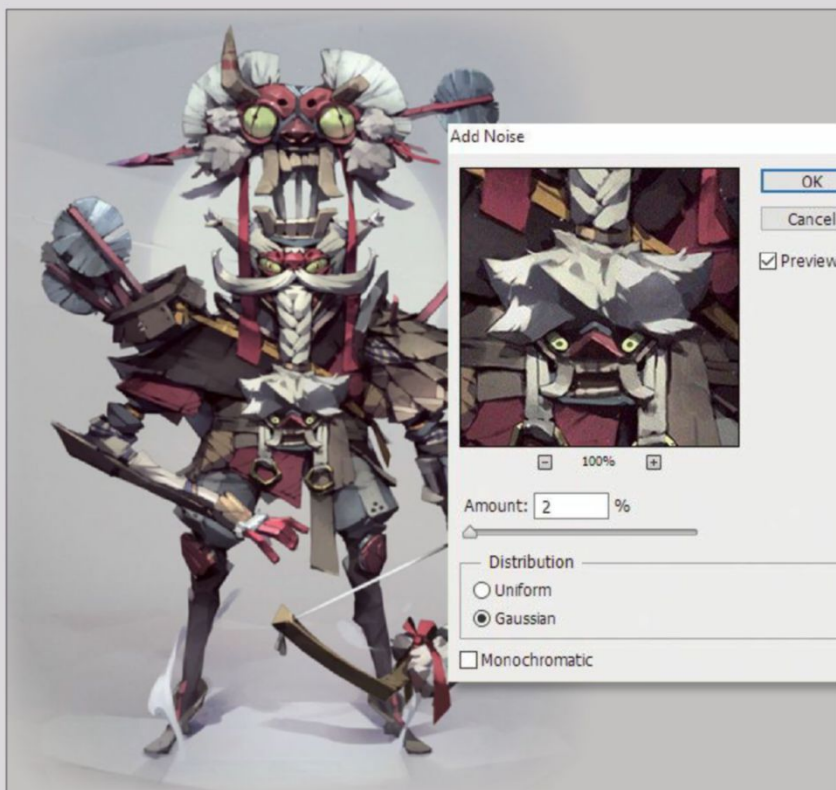 Add Noise
OK
Cancel
Preview
100%
Amount: 2 %
Distribution
Uniform
Gaussian
Monochromatic